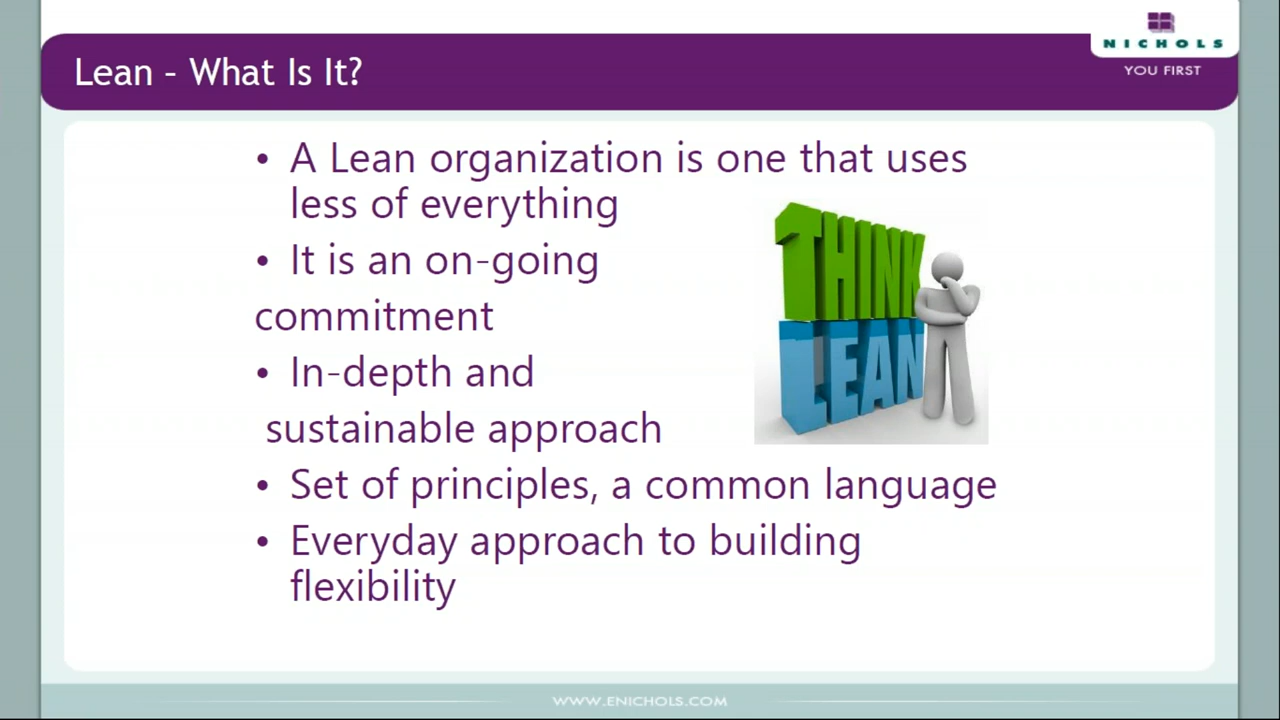 NICHOLS
YOU FIRST
Lean - What Is It?
• A Lean organization is one that uses
less of everything
• It is an on-going
commitment
• In-depth and
sustainable approach
• Set of principles, a common language
• Everyday approach to building
flexibility
THINK
LEAN
WWW.ENICHOLS.COM